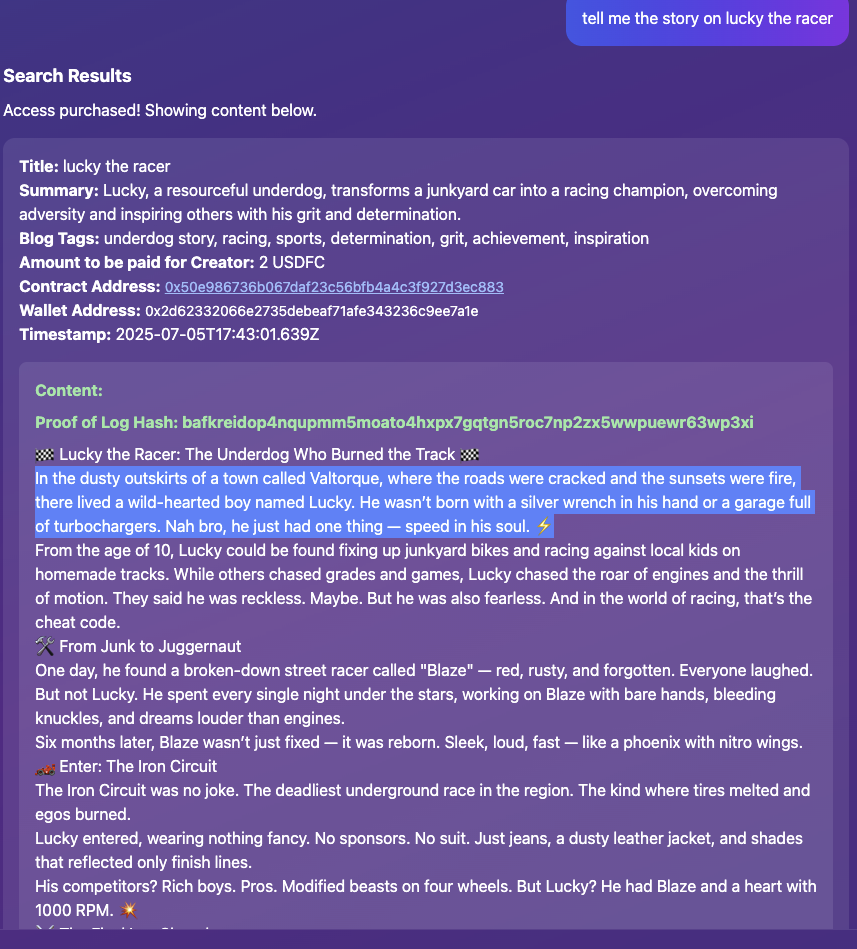 tell me the story on lucky the racer
Search Results
Access purchased! Showing content below.
Title: lucky the racer
Summary: Lucky, a resourceful underdog, transforms a junkyard car into a racing champion, overcoming
adversity and inspiring others with his grit and determination.
Blog Tags: underdog story, racing, sports, determination, grit, achievement, inspiration
Amount to be paid for Creator: 2 USDFC
Contract Address: 0x50e986736b067daf23c56bfb4a4c3f927d3ec883
Wallet Address: 0x2d62332066e2735debeaf71afe343236c9ee7a1e
Timestamp: 2025-07-05T17:43:01.639Z
Content:
Proof of Log Hash: bafkreidop4nqupmm5moato4hxpx7gqtgn5roc7np2zx5wwpuewr63wp3xi
🏁 Lucky the Racer: The Underdog Who Burned the Track 🏁
In the dusty outskirts of a town called Valtorque, where the roads were cracked and the sunsets were fire,
there lived a wild-hearted boy named Lucky. He wasn’t born with a silver wrench in his hand or a garage full
of turbochargers. Nah bro, he just had one thing — speed in his soul. ⚡
From the age of 10, Lucky could be found fixing up junkyard bikes and racing against local kids on
homemade tracks. While others chased grades and games, Lucky chased the roar of engines and the thrill
of motion. They said he was reckless. Maybe. But he was also fearless. And in the world of racing, that’s the
cheat code.
🛠️ From Junk to Juggernaut
One day, he found a broken-down street racer called "Blaze" — red, rusty, and forgotten. Everyone laughed.
But not Lucky. He spent every single night under the stars, working on Blaze with bare hands, bleeding
knuckles, and dreams louder than engines.
Six months later, Blaze wasn’t just fixed — it was reborn. Sleek, loud, fast — like a phoenix with nitro wings.
🏎️ Enter: The Iron Circuit
The Iron Circuit was no joke. The deadliest underground race in the region. The kind where tires melted and
egos burned.
Lucky entered, wearing nothing fancy. No sponsors. No suit. Just jeans, a dusty leather jacket, and shades
that reflected only finish lines.
His competitors? Rich boys. Pros. Modified beasts on four wheels. But Lucky? He had Blaze and a heart with
1000 RPM. 💥